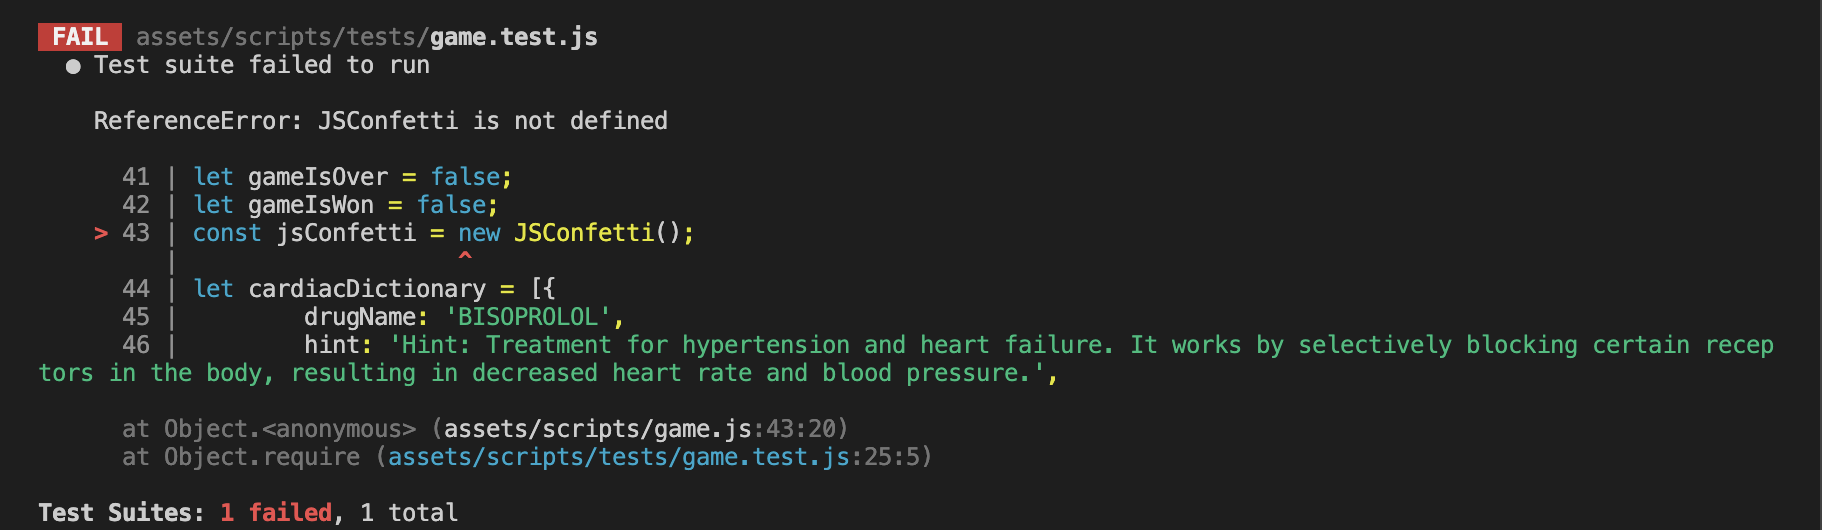 FAIL assets/scripts/tests/game.test.js
● Test suite failed to run
ReferenceError: JSConfetti is not defined
41 | let gameIsOver = false;
42 | let gameIsWon = false;
> 43 | const jsConfetti = new JSConfetti();
| ^
44 | let cardiacDictionary = [{
45 | drugName: 'BISOPROLOL',
46 | hint: 'Hint: Treatment for hypertension and heart failure. It works by selectively blocking certain recep
tors in the body, resulting in decreased heart rate and blood pressure.',
at Object.<anonymous> (assets/scripts/game.js:43:20)
at Object.require (assets/scripts/tests/game.test.js:25:5)
Test Suites: 1 failed, 1 total